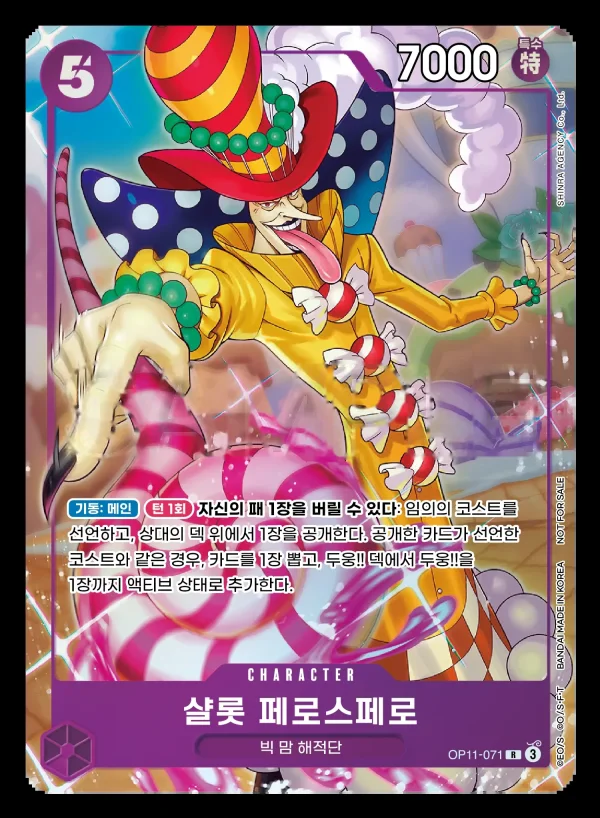 5
7000
특수
特
SHINRA AGENCY Co., Ltd.
기동: 메인 턴 1회 자신의 패 1장을 버릴 수 있다: 임의의 코스트를
선언하고, 상대의 덱 위에서 1장을 공개한다. 공개한 카드가 선언한
코스트와 같은 경우, 카드를 1장 뽑고, 두웅!! 덱에서 두웅!!을
1장까지 액티브 상태로 추가한다.
©E.O/S. ©O/S·F·T BANDAI MADE IN KOREA NOT FOR SALE
CHARACTER
샬롯 페로스페로
빅 맘 해적단
OP11-071 R 3